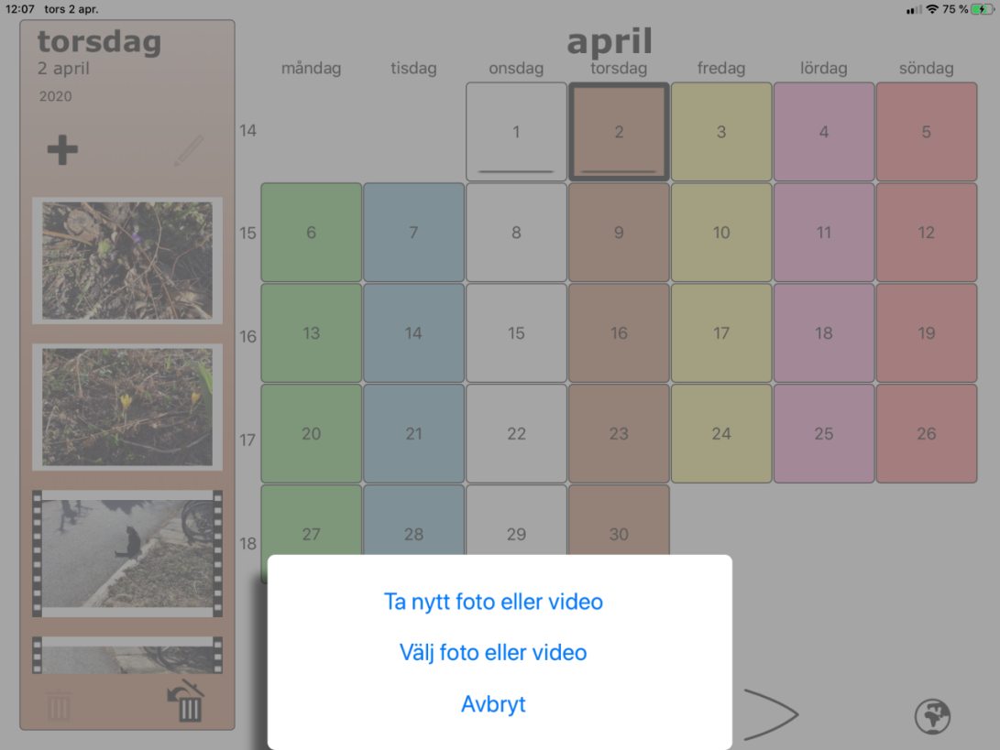 12:07 tors 2 apr.
75 %
torsdag
2 april
2020
april
måndag tisdag onsdag torsdag fredag lördag söndag
14 1 2 3 4 5
15 6 7 8 9 10 11 12
16 13 14 15 16 17 18 19
17 20 21 22 23 24 25 26
18 27 28 29 30
Ta nytt foto eller video
Välj foto eller video
Avbryt